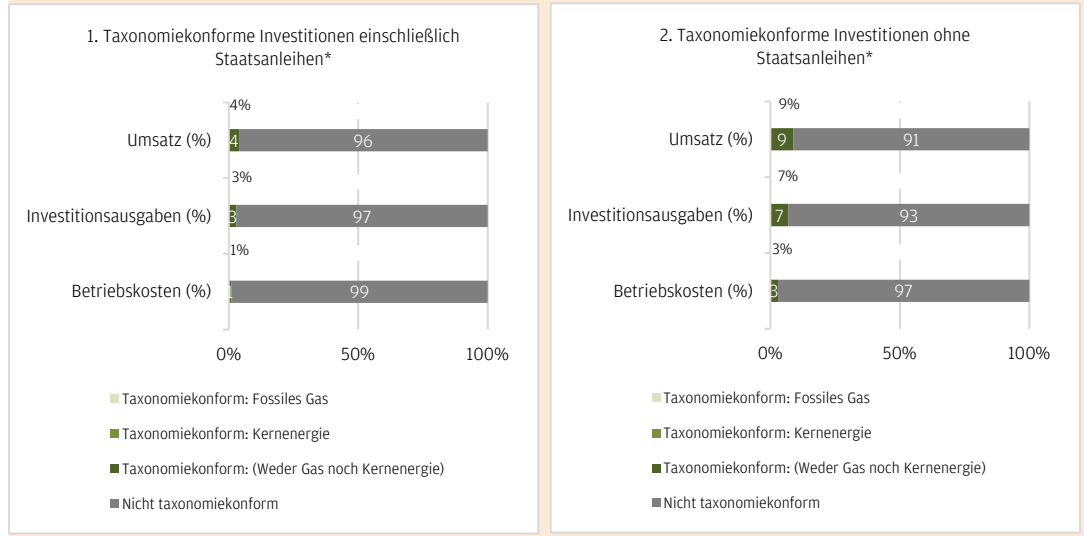 1. Taxonomiekonforme Investitionen einschließlich
Staatsanleihen*
4%
Umsatz (%)
4
96
3%
Investitionsausgaben (%)
3
97
1%
Betriebskosten (%)
1
99
0%
50%
100%
Taxonomiekonform: Fossiles Gas
Taxonomiekonform: Kernenergie
Taxonomiekonform: (Weder Gas noch Kernenergie)
Nicht taxonomiekonform
2. Taxonomiekonforme Investitionen ohne
Staatsanleihen*
9%
Umsatz (%)
9
91
7%
Investitionsausgaben (%)
7
93
3%
Betriebskosten (%)
3
97
0%
50%
100%
Taxonomiekonform: Fossiles Gas
Taxonomiekonform: Kernenergie
Taxonomiekonform: (Weder Gas noch Kernenergie)
Nicht taxonomiekonform